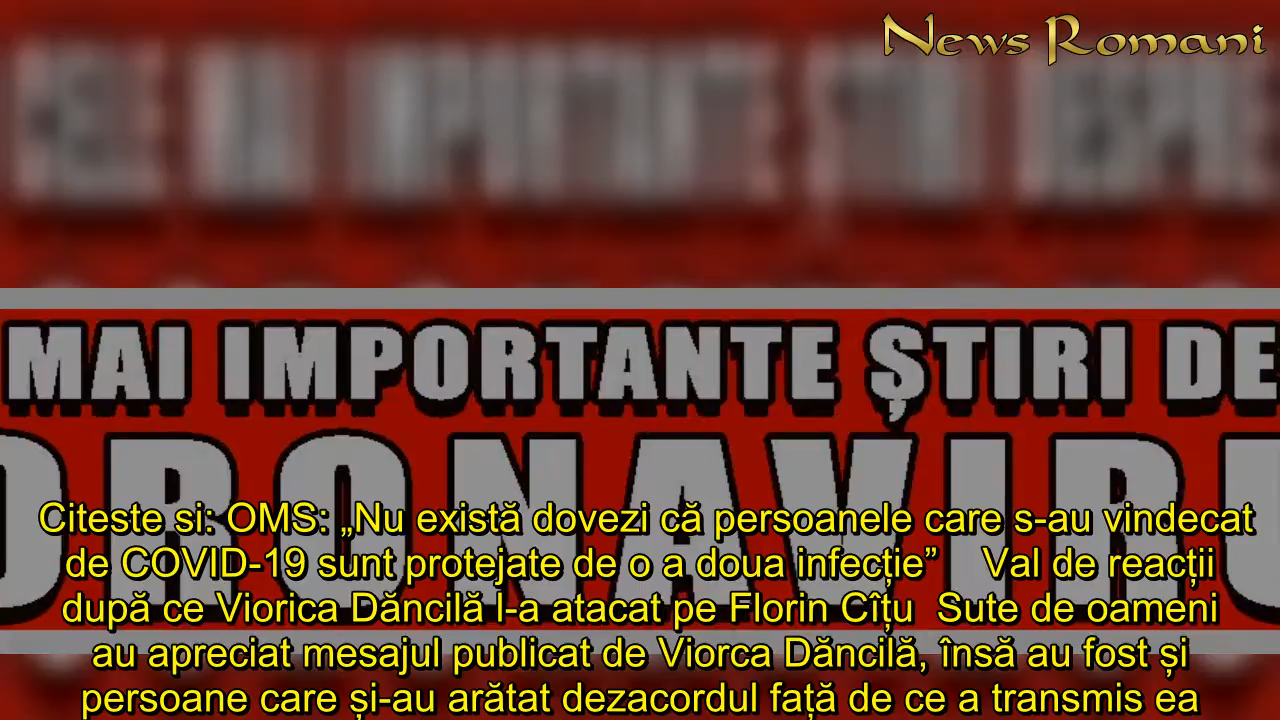 News Romani
MAI IMPORTANTE ȘTIRI DE
ORONAVIRU
Citeste si: OMS: „Nu există dovezi că persoanele care s-au vindecat
de COVID-19 sunt protejate de o a doua infecție” Val de reacții
după ce Viorica Dăncilă l-a atacat pe Florin Cîțu Sute de oameni
au apreciat mesajul publicat de Viorca Dăncilă, însă au fost și
persoane care și-au arătat dezacordul față de ce a transmis ea